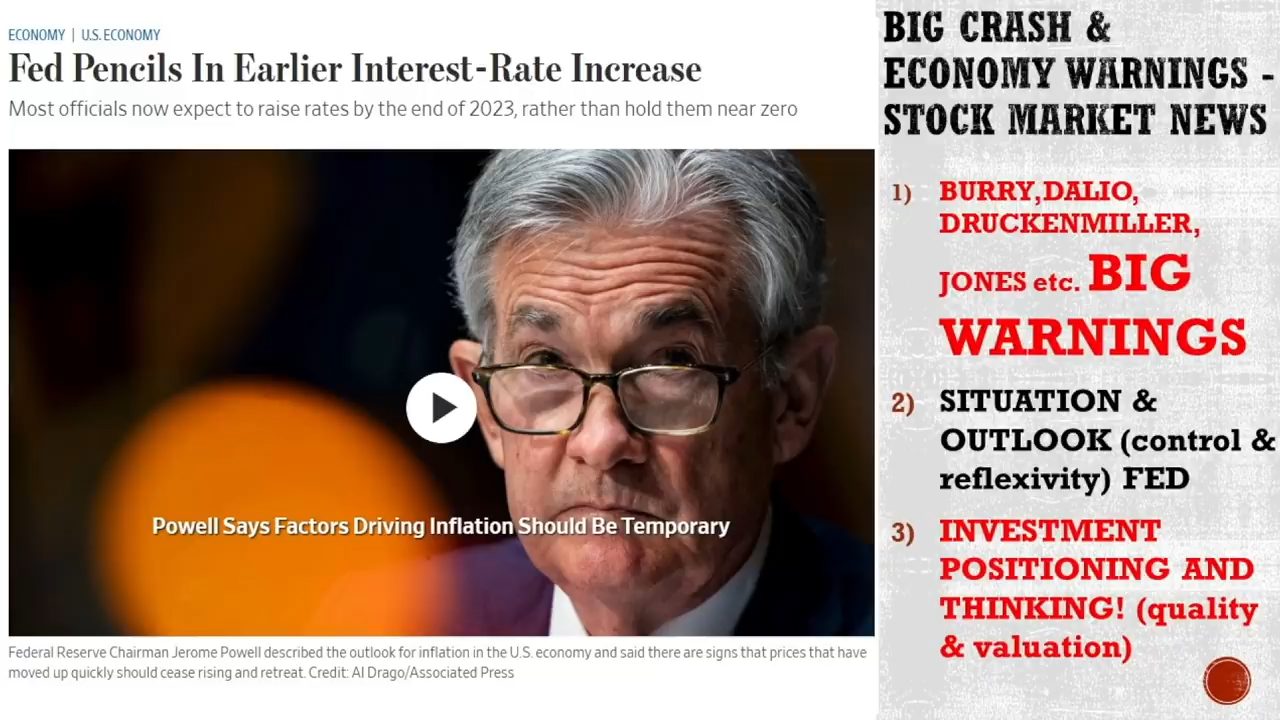 ECONOMY | U.S. ECONOMY
Fed Pencils In Earlier Interest-Rate Increase
Most officials now expect to raise rates by the end of 2023, rather than hold them near zero
Powell Says Factors Driving Inflation Should Be Temporary
Federal Reserve Chairman Jerome Powell described the outlook for inflation in the U.S. economy and said there are signs that prices that have
moved up quickly should cease rising and retreat. Credit: Al Drago/Associated Press
BIG CRASH &
ECONOMY WARNINGS -
STOCK MARKET NEWS
1) BURRY,DALIO,
DRUCKENMILLER,
JONES etc. BIG
WARNINGS
2) SITUATION &
OUTLOOK (control &
reflexivity) FED
3) INVESTMENT
POSITIONING AND
THINKING! (quality
& valuation)